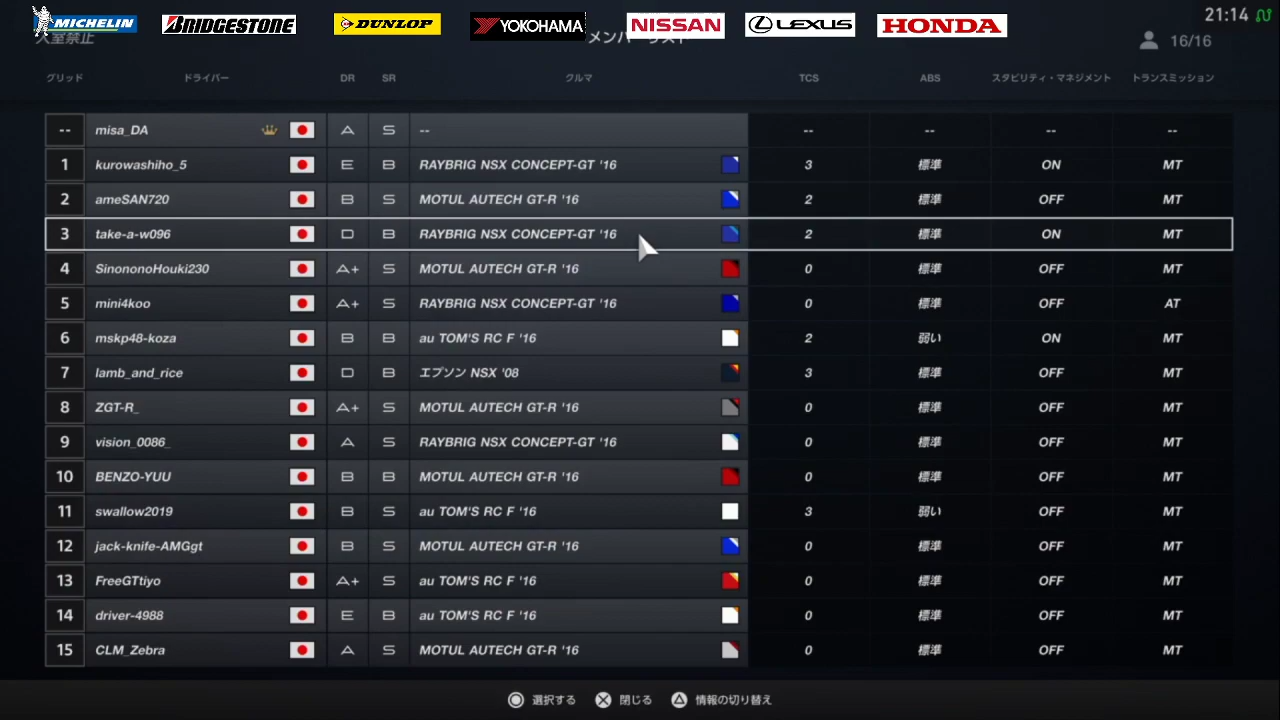 MICHELIN BRIDGESTONE DUNLOP YOKOHAMA NISSAN LEXUS HONDA 21:14
入室禁止 メンバーリスト 16/16
グリッド ドライバー DR SR クルマ TCS ABS スタビリティ・マネジメント トランスミッション
-- misa_DA A S -- -- -- -- --
1 kurowashiho_5 E B RAYBRIG NSX CONCEPT-GT '16 3 標準 ON MT
2 ameSAN720 B S MOTUL AUTECH GT-R '16 2 標準 OFF MT
3 take-a-w096 D B RAYBRIG NSX CONCEPT-GT '16 2 標準 ON MT
4 SinononoHouki230 A+ S MOTUL AUTECH GT-R '16 0 標準 OFF MT
5 mini4koo A+ S RAYBRIG NSX CONCEPT-GT '16 0 標準 OFF AT
6 mskp48-koza B B au TOM'S RC F '16 2 弱い ON MT
7 lamb_and_rice D B エプソン NSX '08 3 標準 OFF MT
8 ZGT-R_ A+ S MOTUL AUTECH GT-R '16 0 標準 OFF MT
9 vision_0086_ A S RAYBRIG NSX CONCEPT-GT '16 0 標準 OFF MT
10 BENZO-YUU B B MOTUL AUTECH GT-R '16 0 標準 OFF MT
11 swallow2019 B S au TOM'S RC F '16 3 弱い OFF MT
12 jack-knife-AMGgt B S MOTUL AUTECH GT-R '16 0 標準 OFF MT
13 FreeGTtiyo A+ S au TOM'S RC F '16 0 標準 OFF MT
14 driver-4988 E B au TOM'S RC F '16 0 標準 OFF MT
15 CLM_Zebra A S MOTUL AUTECH GT-R '16 0 標準 OFF MT
選択する 閉じる 情報の切り替え